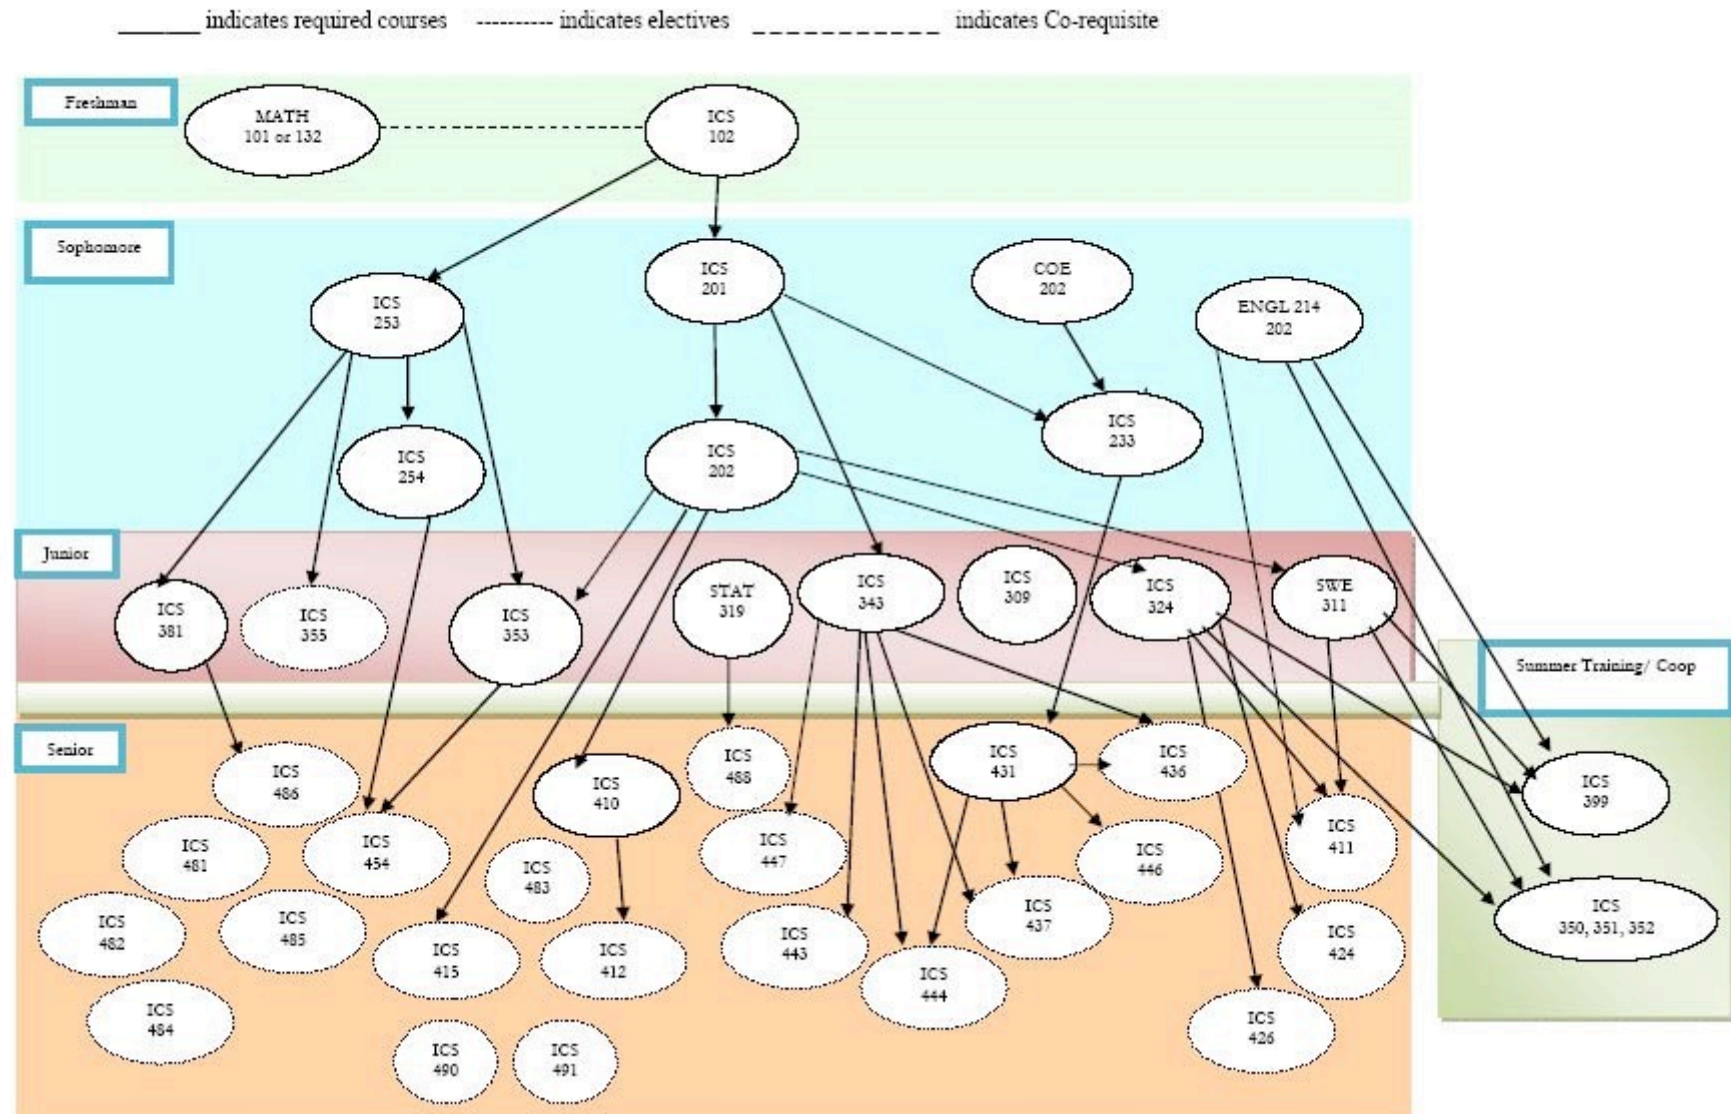 ______ indicates required courses ---------- indicates electives _ _ _ _ _ _ _ _ _ _ _ indicates Co-requisite
Freshman
MATH
101 or 132
ICS
102
Sophomore
ICS
253
ICS
201
COE
202
ENGL 214
202
ICS
254
ICS
202
ICS
233
Junior
ICS
381
ICS
355
ICS
353
STAT
319
ICS
343
ICS
309
ICS
324
SWE
311
Summer Training/ Coop
Senior
ICS
486
ICS
481
ICS
454
ICS
482
ICS
485
ICS
484
ICS
410
ICS
483
ICS
415
ICS
412
ICS
490
ICS
491
ICS
488
ICS
447
ICS
443
ICS
444
ICS
431
ICS
436
ICS
446
ICS
437
ICS
411
ICS
424
ICS
426
ICS
399
ICS
350, 351, 352